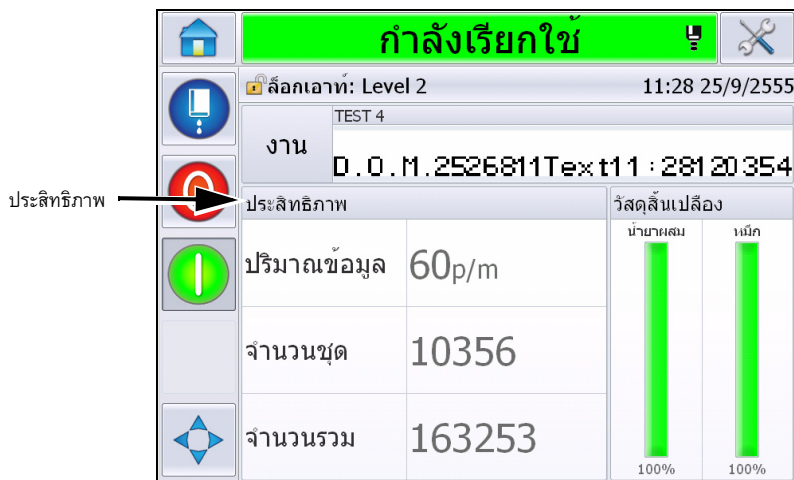 กำลังเรียกใช้
ล็อกเอาท์: Level 2 11:28 25/9/2555
TEST 4
งาน
D.O.M.2526811Text11:28120354
ประสิทธิภาพ
ประสิทธิภาพ
วัสดุสิ้นเปลือง
น้ำยาผสม หมึก
ปริมาณข้อมูล 60p/m
จำนวนชุด 10356
จำนวนรวม 163253
100% 100%